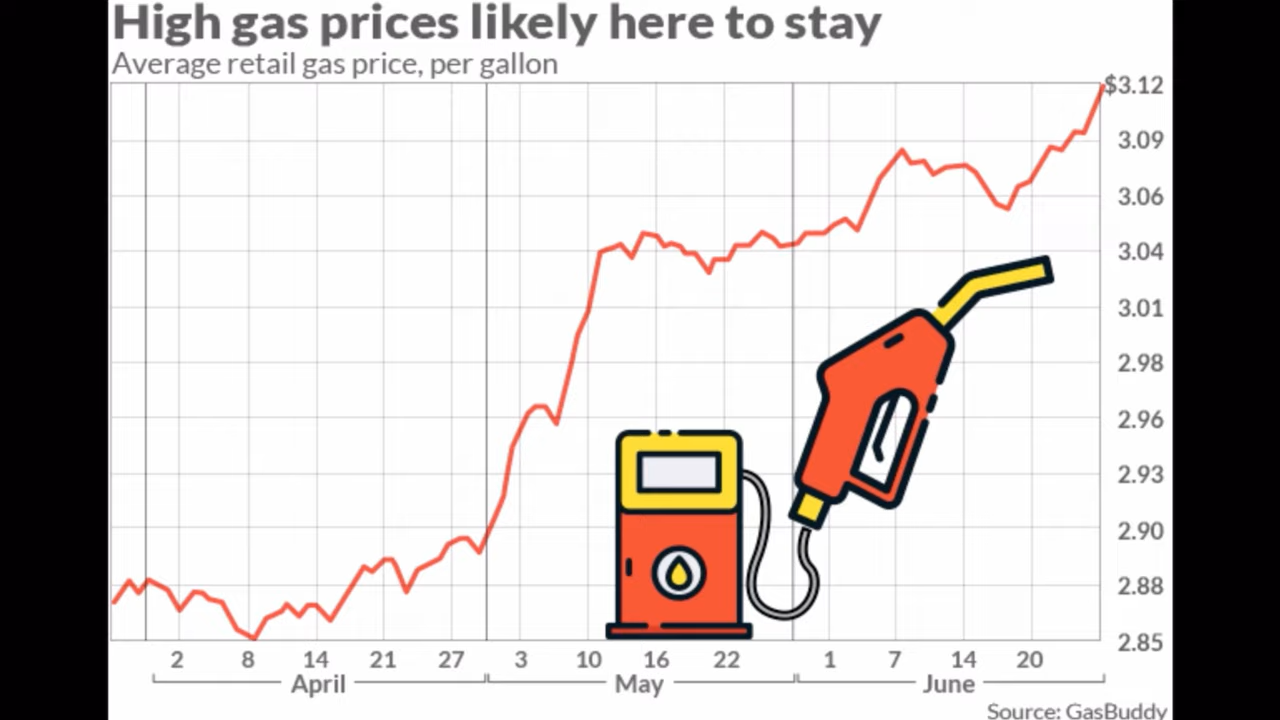 High gas prices likely here to stay
Average retail gas price, per gallon
$3.12
3.09
3.06
3.04
3.01
2.98
2.96
2.93
2.90
2.88
2.85
2 8 14 21 27 3 10 16 22 1 7 14 20
April May June
Source: GasBuddy